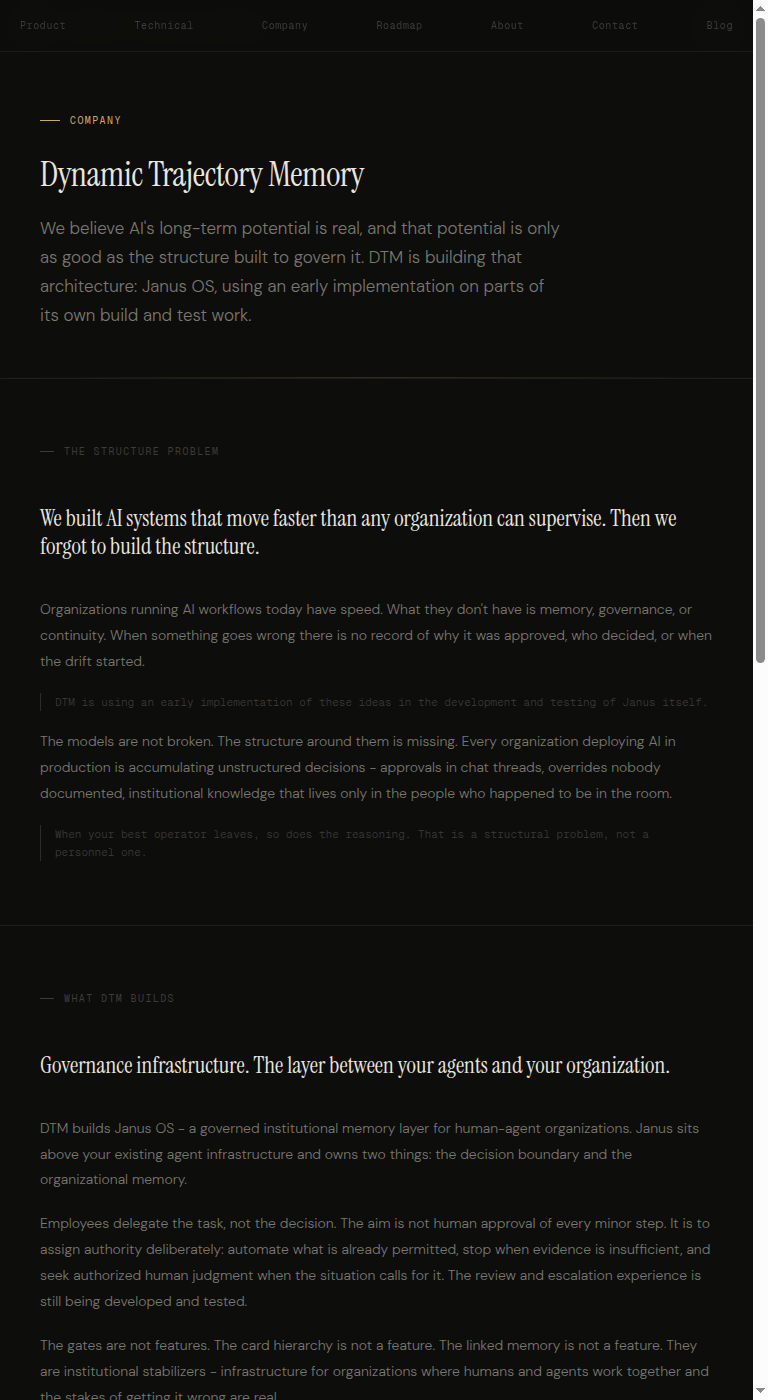 Product Technical Company Roadmap About Contact Blog
COMPANY
Dynamic Trajectory Memory
We believe AI's long-term potential is real, and that potential is only
as good as the structure built to govern it. DTM is building that
architecture: Janus OS, using an early implementation on parts of
its own build and test work.
THE STRUCTURE PROBLEM
We built AI systems that move faster than any organization can supervise. Then we
forgot to build the structure.
Organizations running AI workflows today have speed. What they don't have is memory, governance, or
continuity. When something goes wrong there is no record of why it was approved, who decided, or when
the drift started.
DTM is using an early implementation of these ideas in the development and testing of Janus itself.
The models are not broken. The structure around them is missing. Every organization deploying AI in
production is accumulating unstructured decisions – approvals in chat threads, overrides nobody
documented, institutional knowledge that lives only in the people who happened to be in the room.
When your best operator leaves, so does the reasoning. That is a structural problem, not a
personnel one.
WHAT DTM BUILDS
Governance infrastructure. The layer between your agents and your organization.
DTM builds Janus OS – a governed institutional memory layer for human-agent organizations. Janus sits
above your existing agent infrastructure and owns two things: the decision boundary and the
organizational memory.
Employees delegate the task, not the decision. The aim is not human approval of every minor step. It is to
assign authority deliberately: automate what is already permitted, stop when evidence is insufficient, and
seek authorized human judgment when the situation calls for it. The review and escalation experience is
still being developed and tested.
The gates are not features. The card hierarchy is not a feature. The linked memory is not a feature. They
are institutional stabilizers – infrastructure for organizations where humans and agents work together and
the stakes of getting it wrong are real.